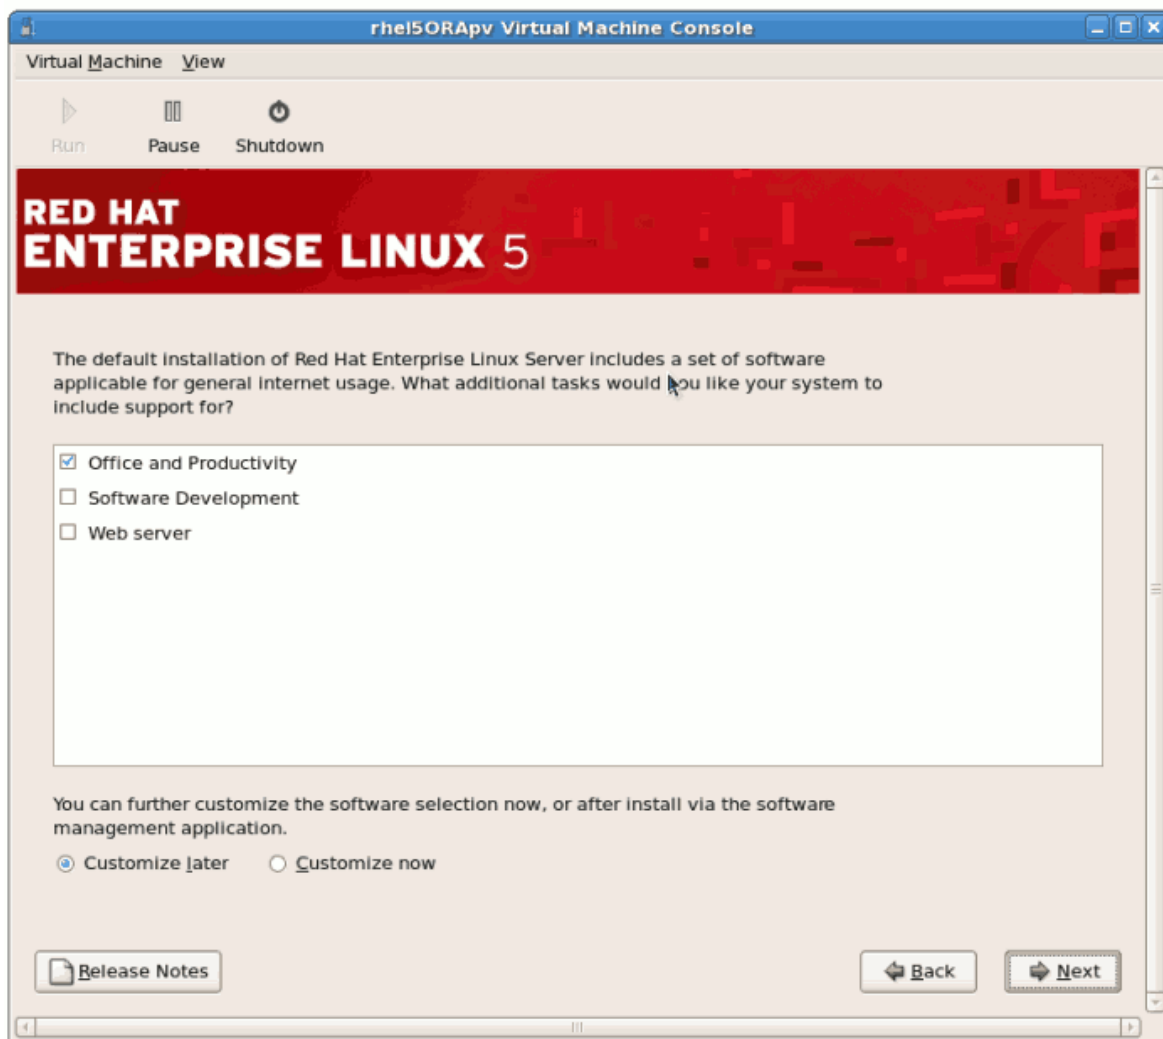 rhel5ORApv Virtual Machine Console
Virtual Machine View
Run Pause Shutdown
RED HAT
ENTERPRISE LINUX 5
The default installation of Red Hat Enterprise Linux Server includes a set of software
applicable for general internet usage. What additional tasks would you like your system to
include support for?
Office and Productivity
Software Development
Web server
You can further customize the software selection now, or after install via the software
management application.
Customize later Customize now
Release Notes Back Next